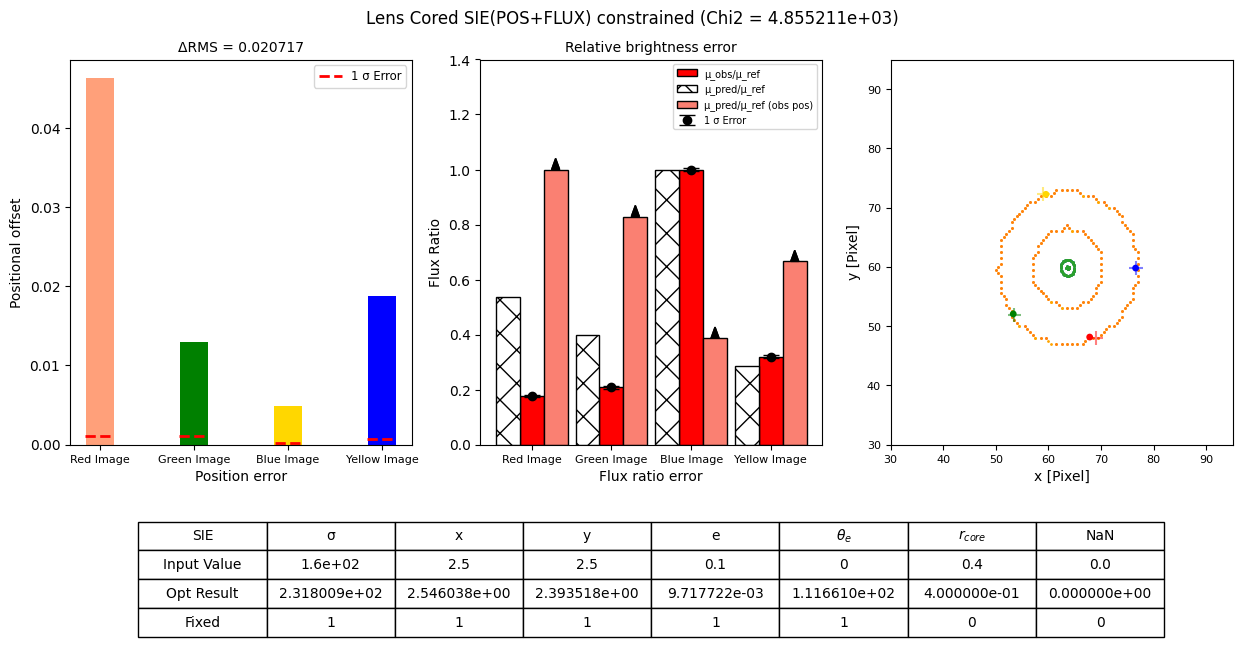 Lens Cored SIE(POS+FLUX) constrained (Chi2 = 4.855211e+03)
ΔRMS = 0.020717
1 σ Error
Positional offset
0.04
0.03
0.02
0.01
0.00
Red Image Green Image Blue Image Yellow Image
Position error
Relative brightness error
μ_obs/μ_ref
μ_pred/μ_ref
μ_pred/μ_ref (obs pos)
1 σ Error
Flux Ratio
1.4
1.2
1.0
0.8
0.6
0.4
0.2
0.0
Red Image Green Image Blue Image Yellow Image
Flux ratio error
y [Pixel]
90
80
70
60
50
40
30
30 40 50 60 70 80 90
x [Pixel]
SIE σ x y e θ_e r_core NaN
Input Value 1.6e+02 2.5 2.5 0.1 0 0.4 0.0
Opt Result 2.318009e+02 2.546038e+00 2.393518e+00 9.717722e-03 1.116610e+02 4.000000e-01 0.000000e+00
Fixed 1 1 1 1 1 0 0